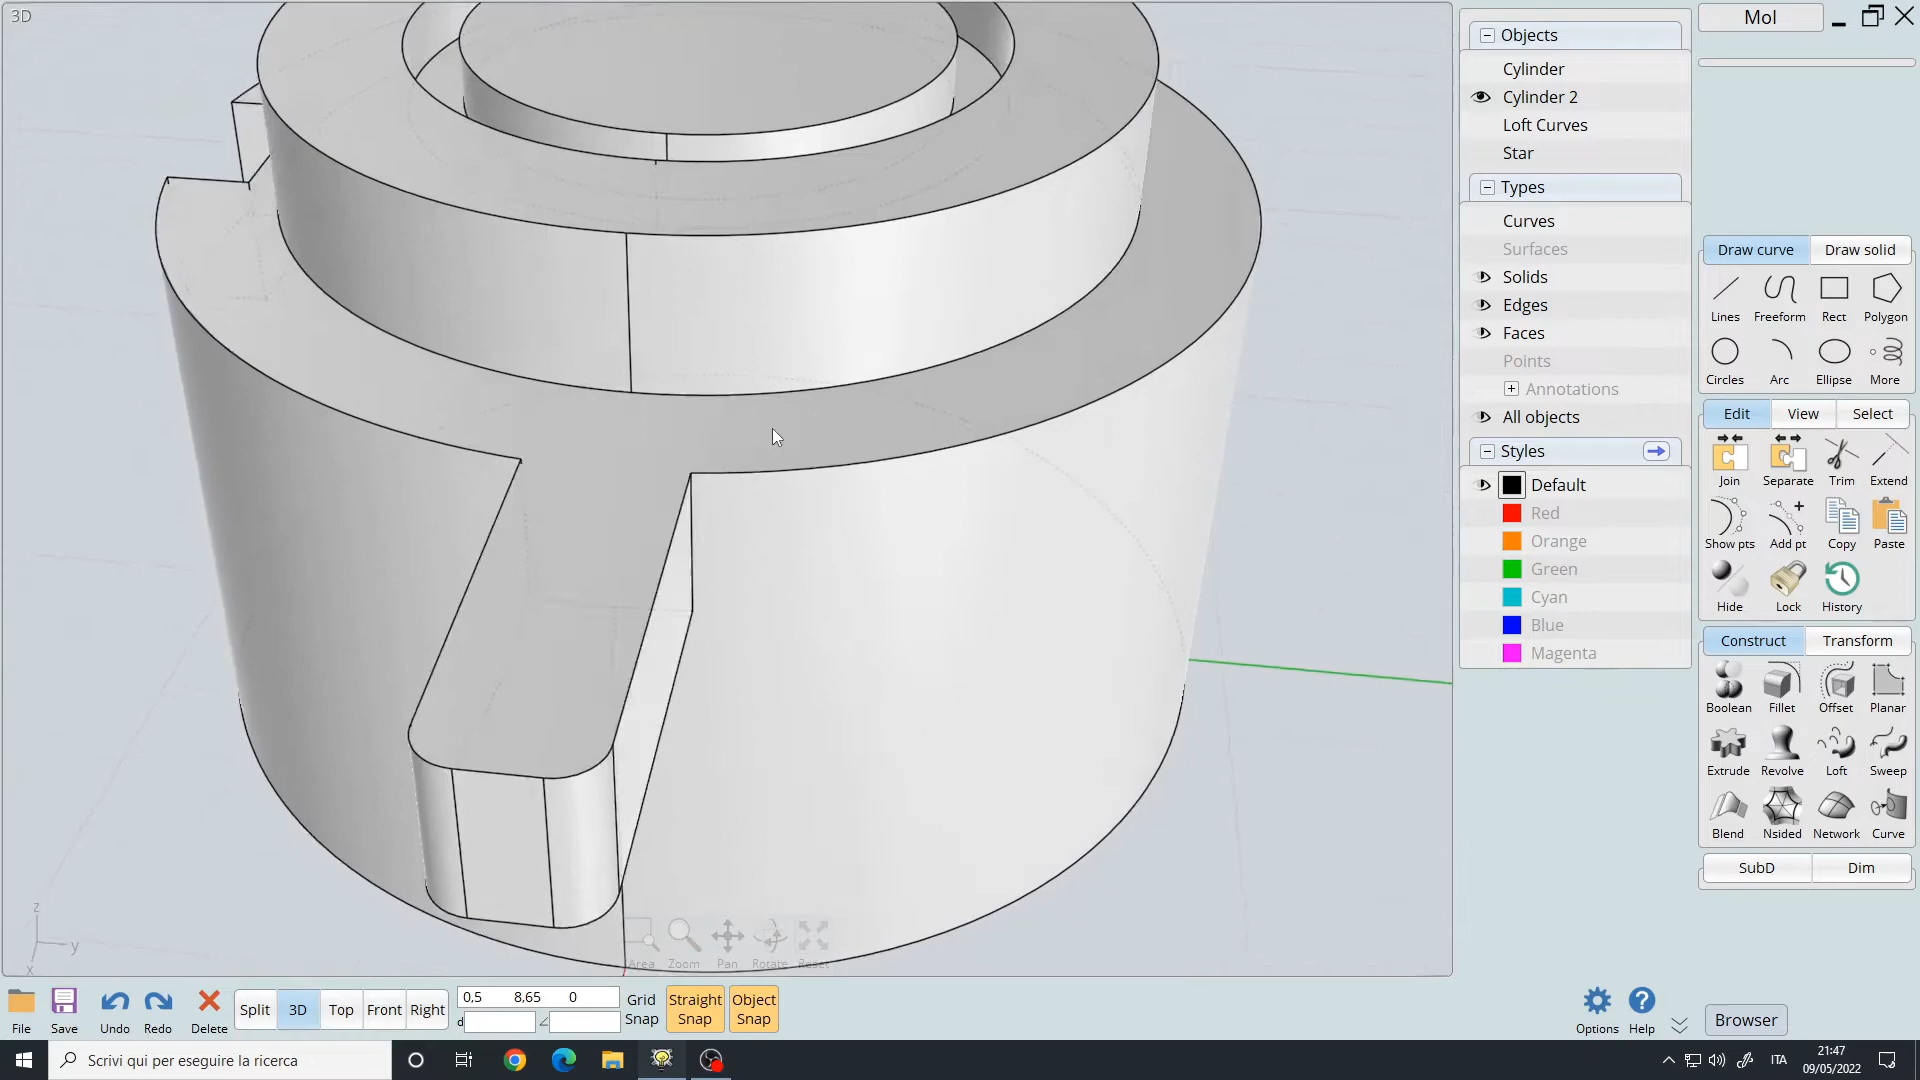 3D
MoI
Objects
Cylinder
Cylinder 2
Loft Curves
Star
Types
Curves
Surfaces
Solids
Edges
Faces
Points
Annotations
All objects
Styles
Default
Red
Orange
Green
Cyan
Blue
Magenta
Draw curve Draw solid
Lines Freeform Rect Polygon
Circles Arc Ellipse More
Edit View Select
Join Separate Trim Extend
Show pts Add pt Copy Paste
Hide Lock History
Construct Transform
Boolean Fillet Offset Planar
Extrude Revolve Loft Sweep
Blend Nsided Network Curve
SubD Dim
z
y
x
Area Zoom Pan Rotate Reset
File Save Undo Redo Delete
Split 3D Top Front Right
0,5 8,65 0
d
Grid Snap
Straight Snap
Object Snap
Options Help
Browser
Scrivi qui per eseguire la ricerca
ITA
21:47
09/05/2022